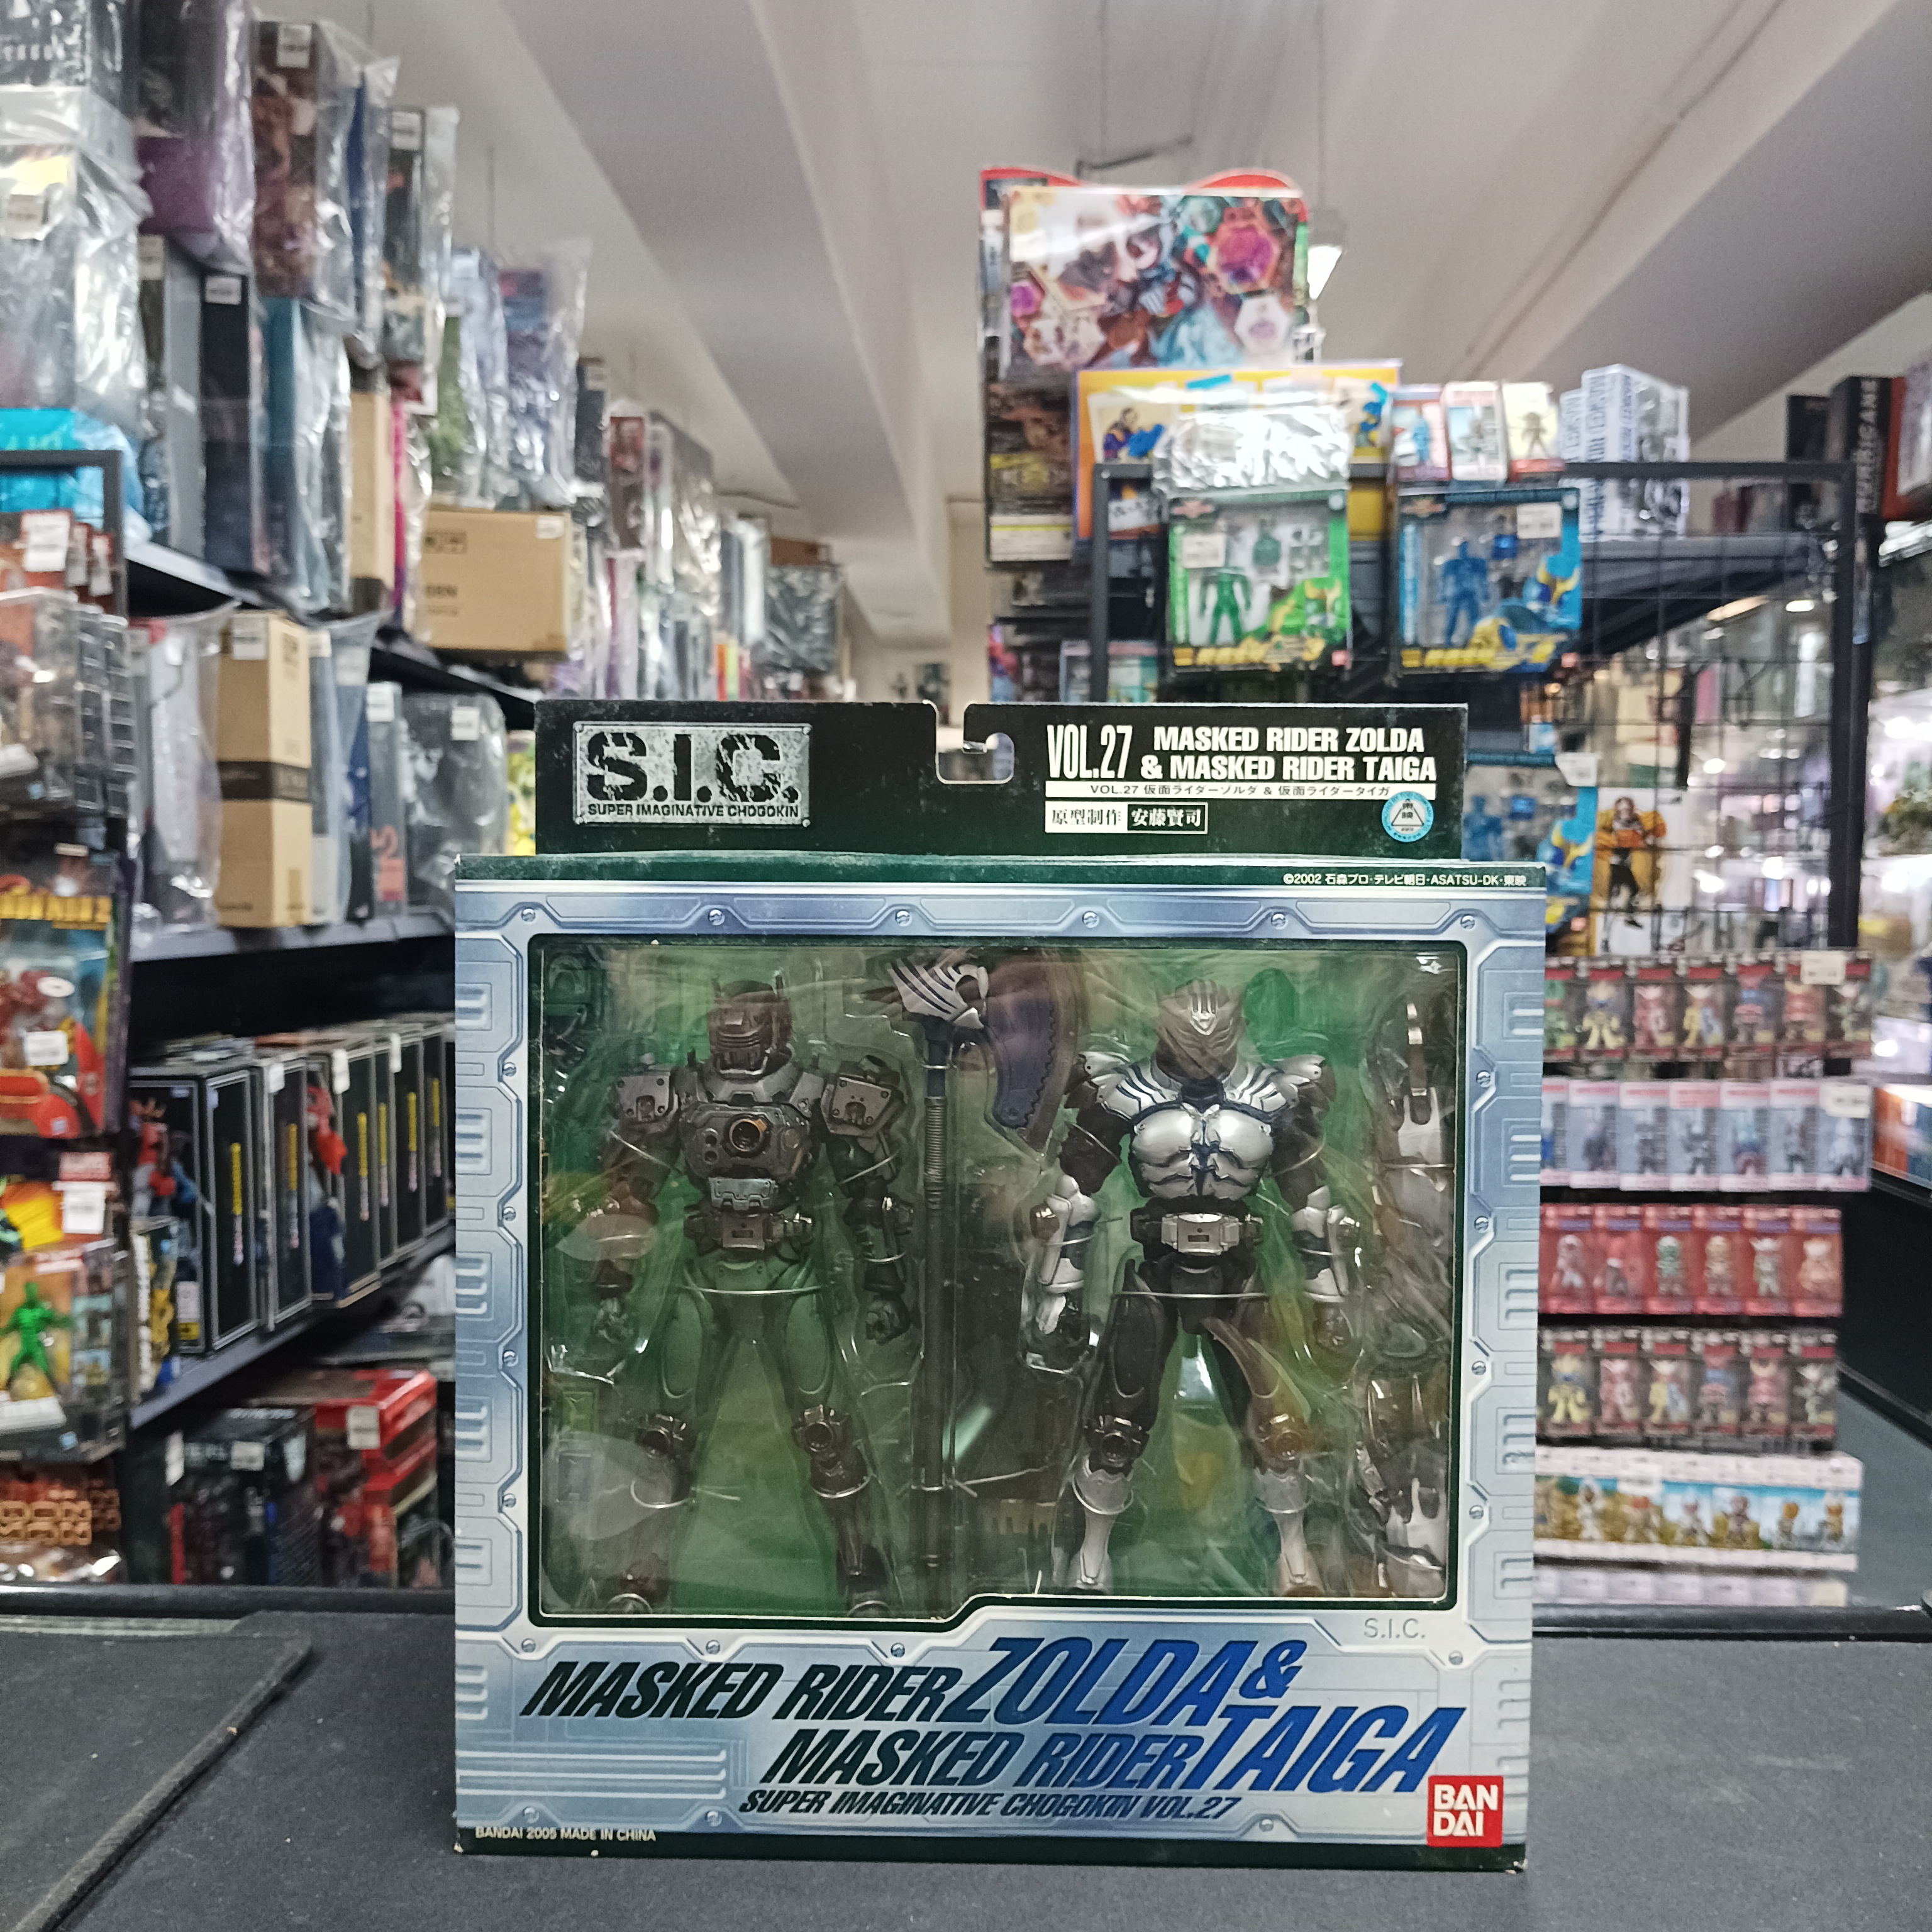 S.I.C.
SUPER IMAGINATIVE CHOGOKIN
VOL.27 MASKED RIDER ZOLDA
& MASKED RIDER TAIGA
VOL.27 仮面ライダーゾルダ & 仮面ライダータイガ
原型制作 安藤賢司
©2002 石森プロ・テレビ朝日・ASATSU-DK・東映
S.I.C.
MASKED RIDER ZOLDA &
MASKED RIDER TAIGA
SUPER IMAGINATIVE CHOGOKIN VOL.27
BANDAI 2005 MADE IN CHINA
BAN
DAI